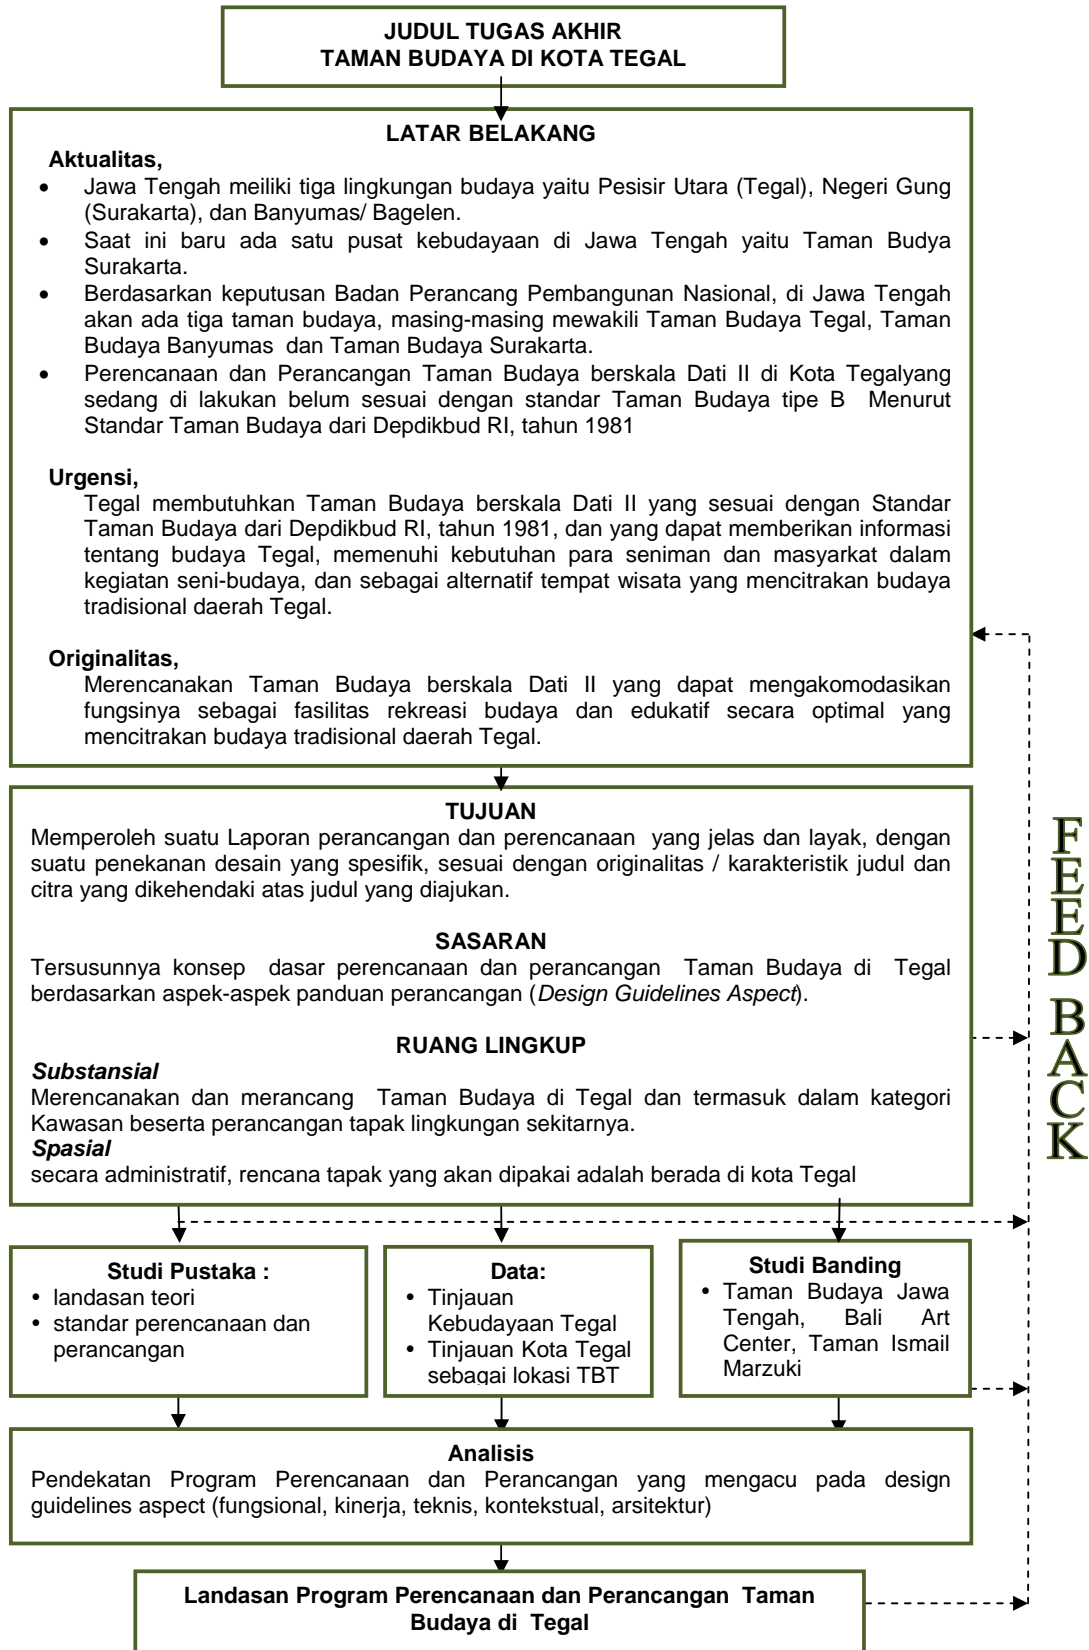 JUDUL TUGAS AKHIR
TAMAN BUDAYA DI KOTA TEGAL
LATAR BELAKANG
Aktualitas,
• Jawa Tengah meiliki tiga lingkungan budaya yaitu Pesisir Utara (Tegal), Negeri Gung
(Surakarta), dan Banyumas/ Bagelen.
• Saat ini baru ada satu pusat kebudayaan di Jawa Tengah yaitu Taman Budya
Surakarta.
• Berdasarkan keputusan Badan Perancang Pembangunan Nasional, di Jawa Tengah
akan ada tiga taman budaya, masing-masing mewakili Taman Budaya Tegal, Taman
Budaya Banyumas dan Taman Budaya Surakarta.
• Perencanaan dan Perancangan Taman Budaya berskala Dati II di Kota Tegalyang
sedang di lakukan belum sesuai dengan standar Taman Budaya tipe B Menurut
Standar Taman Budaya dari Depdikbud RI, tahun 1981
Urgensi,
Tegal membutuhkan Taman Budaya berskala Dati II yang sesuai dengan Standar
Taman Budaya dari Depdikbud RI, tahun 1981, dan yang dapat memberikan informasi
tentang budaya Tegal, memenuhi kebutuhan para seniman dan masyarkat dalam
kegiatan seni-budaya, dan sebagai alternatif tempat wisata yang mencitrakan budaya
tradisional daerah Tegal.
Originalitas,
Merencanakan Taman Budaya berskala Dati II yang dapat mengakomodasikan
fungsinya sebagai fasilitas rekreasi budaya dan edukatif secara optimal yang
mencitrakan budaya tradisional daerah Tegal.
TUJUAN
Memperoleh suatu Laporan perancangan dan perencanaan yang jelas dan layak, dengan
suatu penekanan desain yang spesifik, sesuai dengan originalitas / karakteristik judul dan
citra yang dikehendaki atas judul yang diajukan.
SASARAN
Tersusunnya konsep dasar perencanaan dan perancangan Taman Budaya di Tegal
berdasarkan aspek-aspek panduan perancangan (Design Guidelines Aspect).
RUANG LINGKUP
Substansial
Merencanakan dan merancang Taman Budaya di Tegal dan termasuk dalam kategori
Kawasan beserta perancangan tapak lingkungan sekitarnya.
Spasial
secara administratif, rencana tapak yang akan dipakai adalah berada di kota Tegal
FEED BACK
Studi Pustaka :
• landasan teori
• standar perencanaan dan
perancangan
Data:
• Tinjauan
Kebudayaan Tegal
• Tinjauan Kota Tegal
sebagai lokasi TBT
Studi Banding
• Taman Budaya Jawa
Tengah, Bali Art
Center, Taman Ismail
Marzuki
Analisis
Pendekatan Program Perencanaan dan Perancangan yang mengacu pada design
guidelines aspect (fungsional, kinerja, teknis, kontekstual, arsitektur)
Landasan Program Perencanaan dan Perancangan Taman
Budaya di Tegal